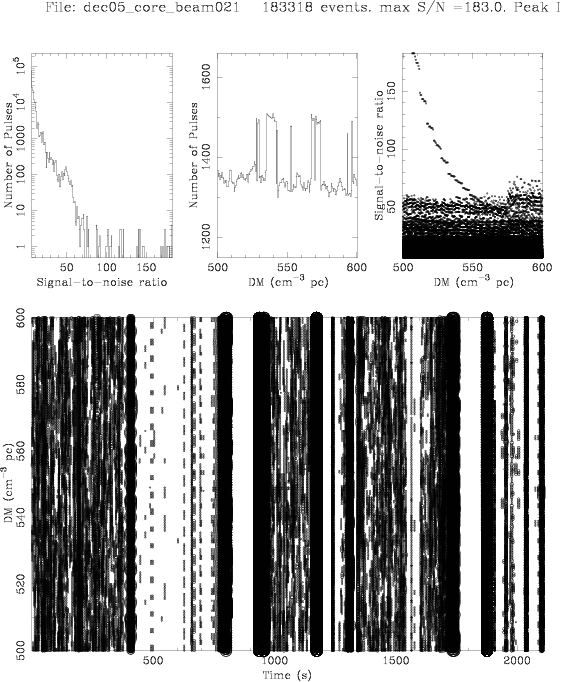 File: dec05_core_beam021 183318 events. max S/N =183.0. Peak
Number of Pulses
10⁵
10⁴
1000
100
10
1
50 100 150
Signal-to-noise ratio
Number of Pulses
1600
1400
1200
500 550 600
DM (cm⁻³ pc)
Signal-to-noise ratio
150
100
50
500 550 600
DM (cm⁻³ pc)
DM (cm⁻³ pc)
600
580
560
540
520
500
500 1000 1500 2000
Time (s)